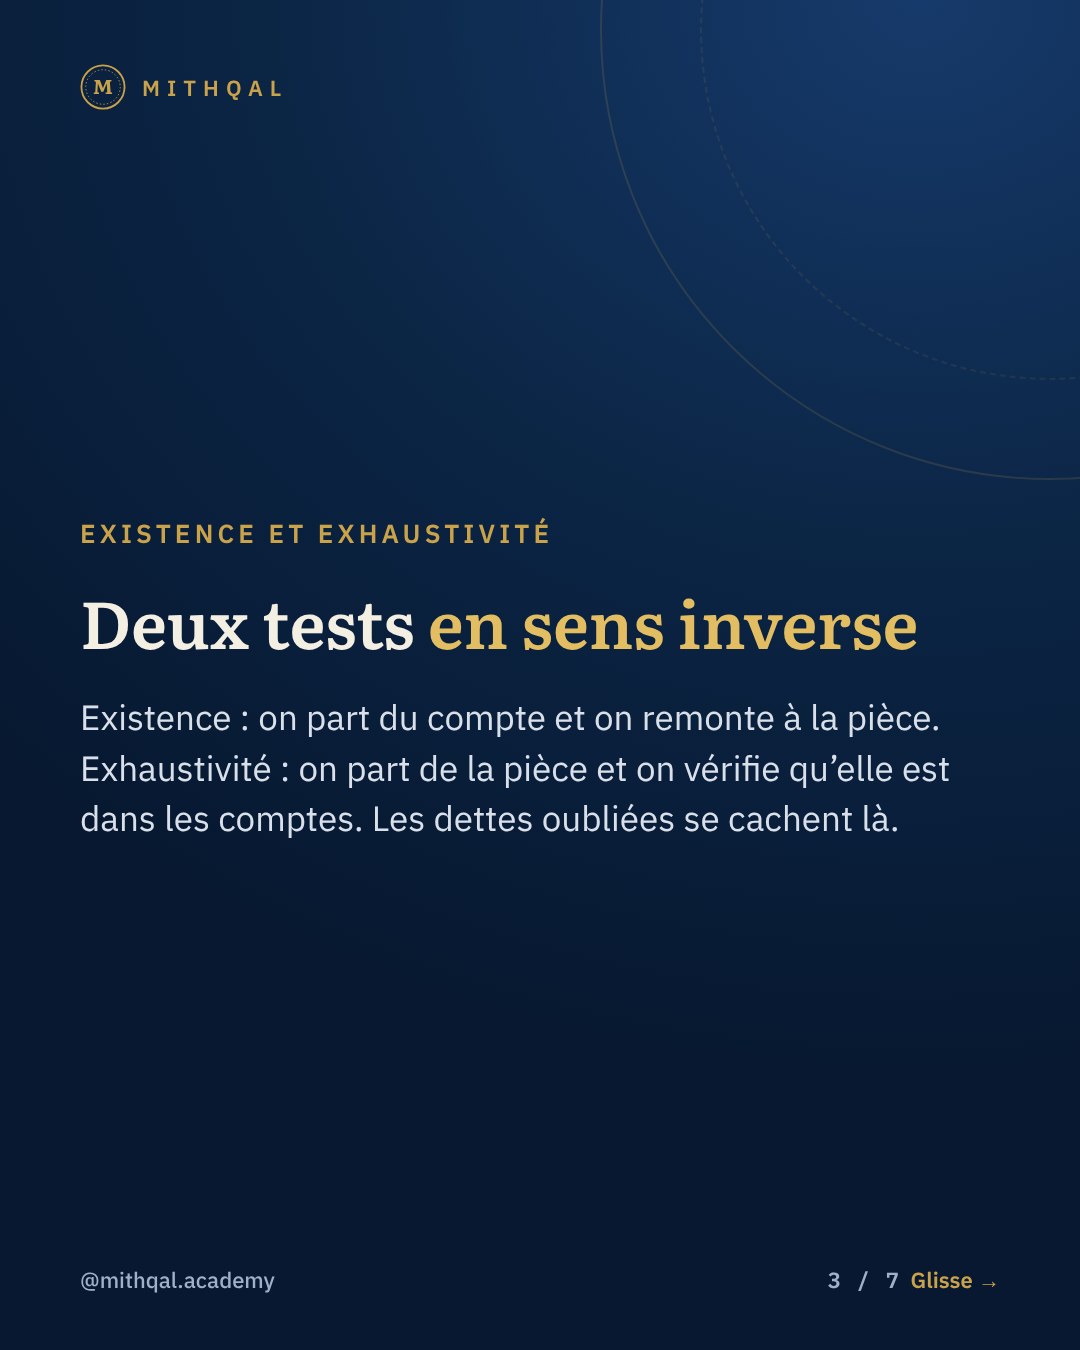 M MITHQAL
EXISTENCE ET EXHAUSTIVITÉ
Deux tests en sens inverse
Existence : on part du compte et on remonte à la pièce.
Exhaustivité : on part de la pièce et on vérifie qu’elle est
dans les comptes. Les dettes oubliées se cachent là.
@mithqal.academy
3 / 7 Glisse →